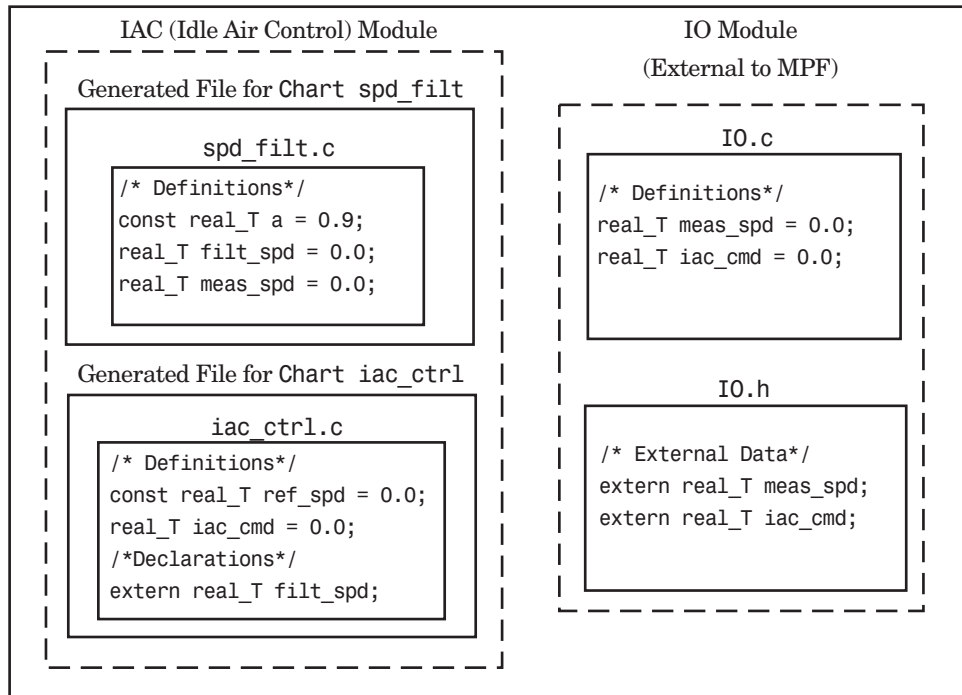 IAC (Idle Air Control) Module
Generated File for Chart spd_filt
spd_filt.c
/* Definitions*/
const real_T a = 0.9;
real_T filt_spd = 0.0;
real_T meas_spd = 0.0;
Generated File for Chart iac_ctrl
iac_ctrl.c
/* Definitions*/
const real_T ref_spd = 0.0;
real_T iac_cmd = 0.0;
/*Declarations*/
extern real_T filt_spd;
IO Module
(External to MPF)
IO.c
/* Definitions*/
real_T meas_spd = 0.0;
real_T iac_cmd = 0.0;
IO.h
/* External Data*/
extern real_T meas_spd;
extern real_T iac_cmd;